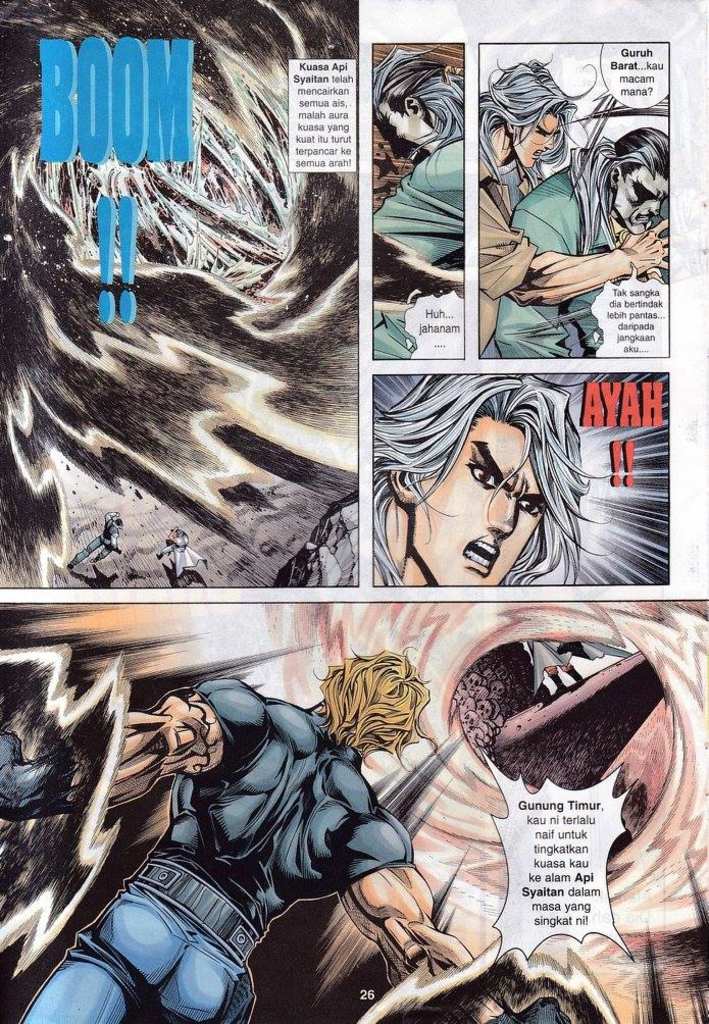 BOOM
!!
Kuasa Api
Syaitan telah
mencairkan
semua ais,
malah aura
kuasa yang
kuat itu turut
terpancar ke
semua arah!
Huh...
jahanam
....
Guruh
Barat...kau
macam
mana?
Tak sangka
dia bertindak
lebih pantas...
daripada
jangkaan
aku....
AYAH
!!
Gunung Timur,
kau ni terlalu
naif untuk
tingkatkan
kuasa kau
ke alam Api
Syaitan dalam
masa yang
singkat ni!
26